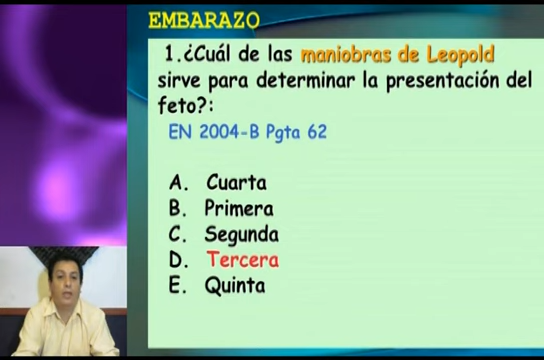 EMBARAZO
1.¿Cuál de las maniobras de Leopold
sirve para determinar la presentación del
feto?:
EN 2004-B Pgta 62
A. Cuarta
B. Primera
C. Segunda
D. Tercera
E. Quinta